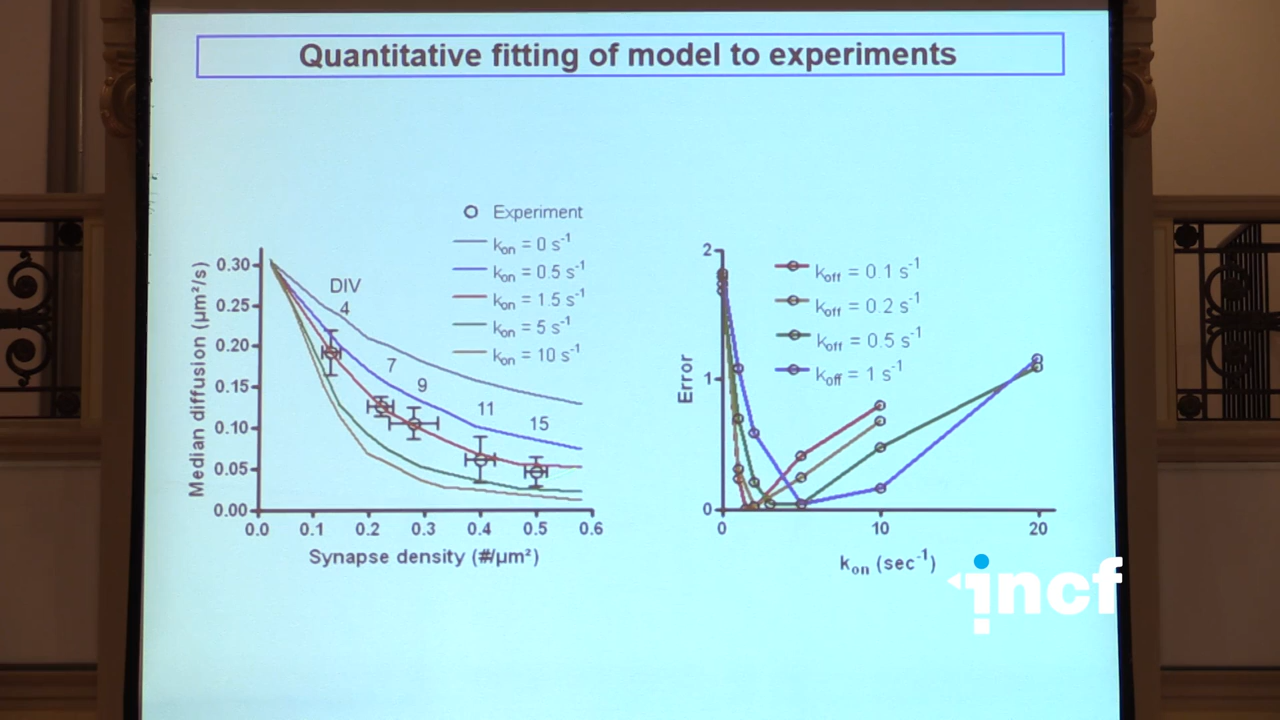 Quantitative fitting of model to experiments
Experiment
kon = 0 s-1
kon = 0.5 s-1
kon = 1.5 s-1
kon = 5 s-1
kon = 10 s-1
DIV
4
7
9
11
15
0.30
0.25
0.20
0.15
0.10
0.05
0.00
0.0 0.1 0.2 0.3 0.4 0.5 0.6
Median diffusion (µm²/s)
Synapse density (#/µm²)
koff = 0.1 s-1
koff = 0.2 s-1
koff = 0.5 s-1
koff = 1 s-1
2
1
0
0 10 20
Error
kon (sec-1)
incf